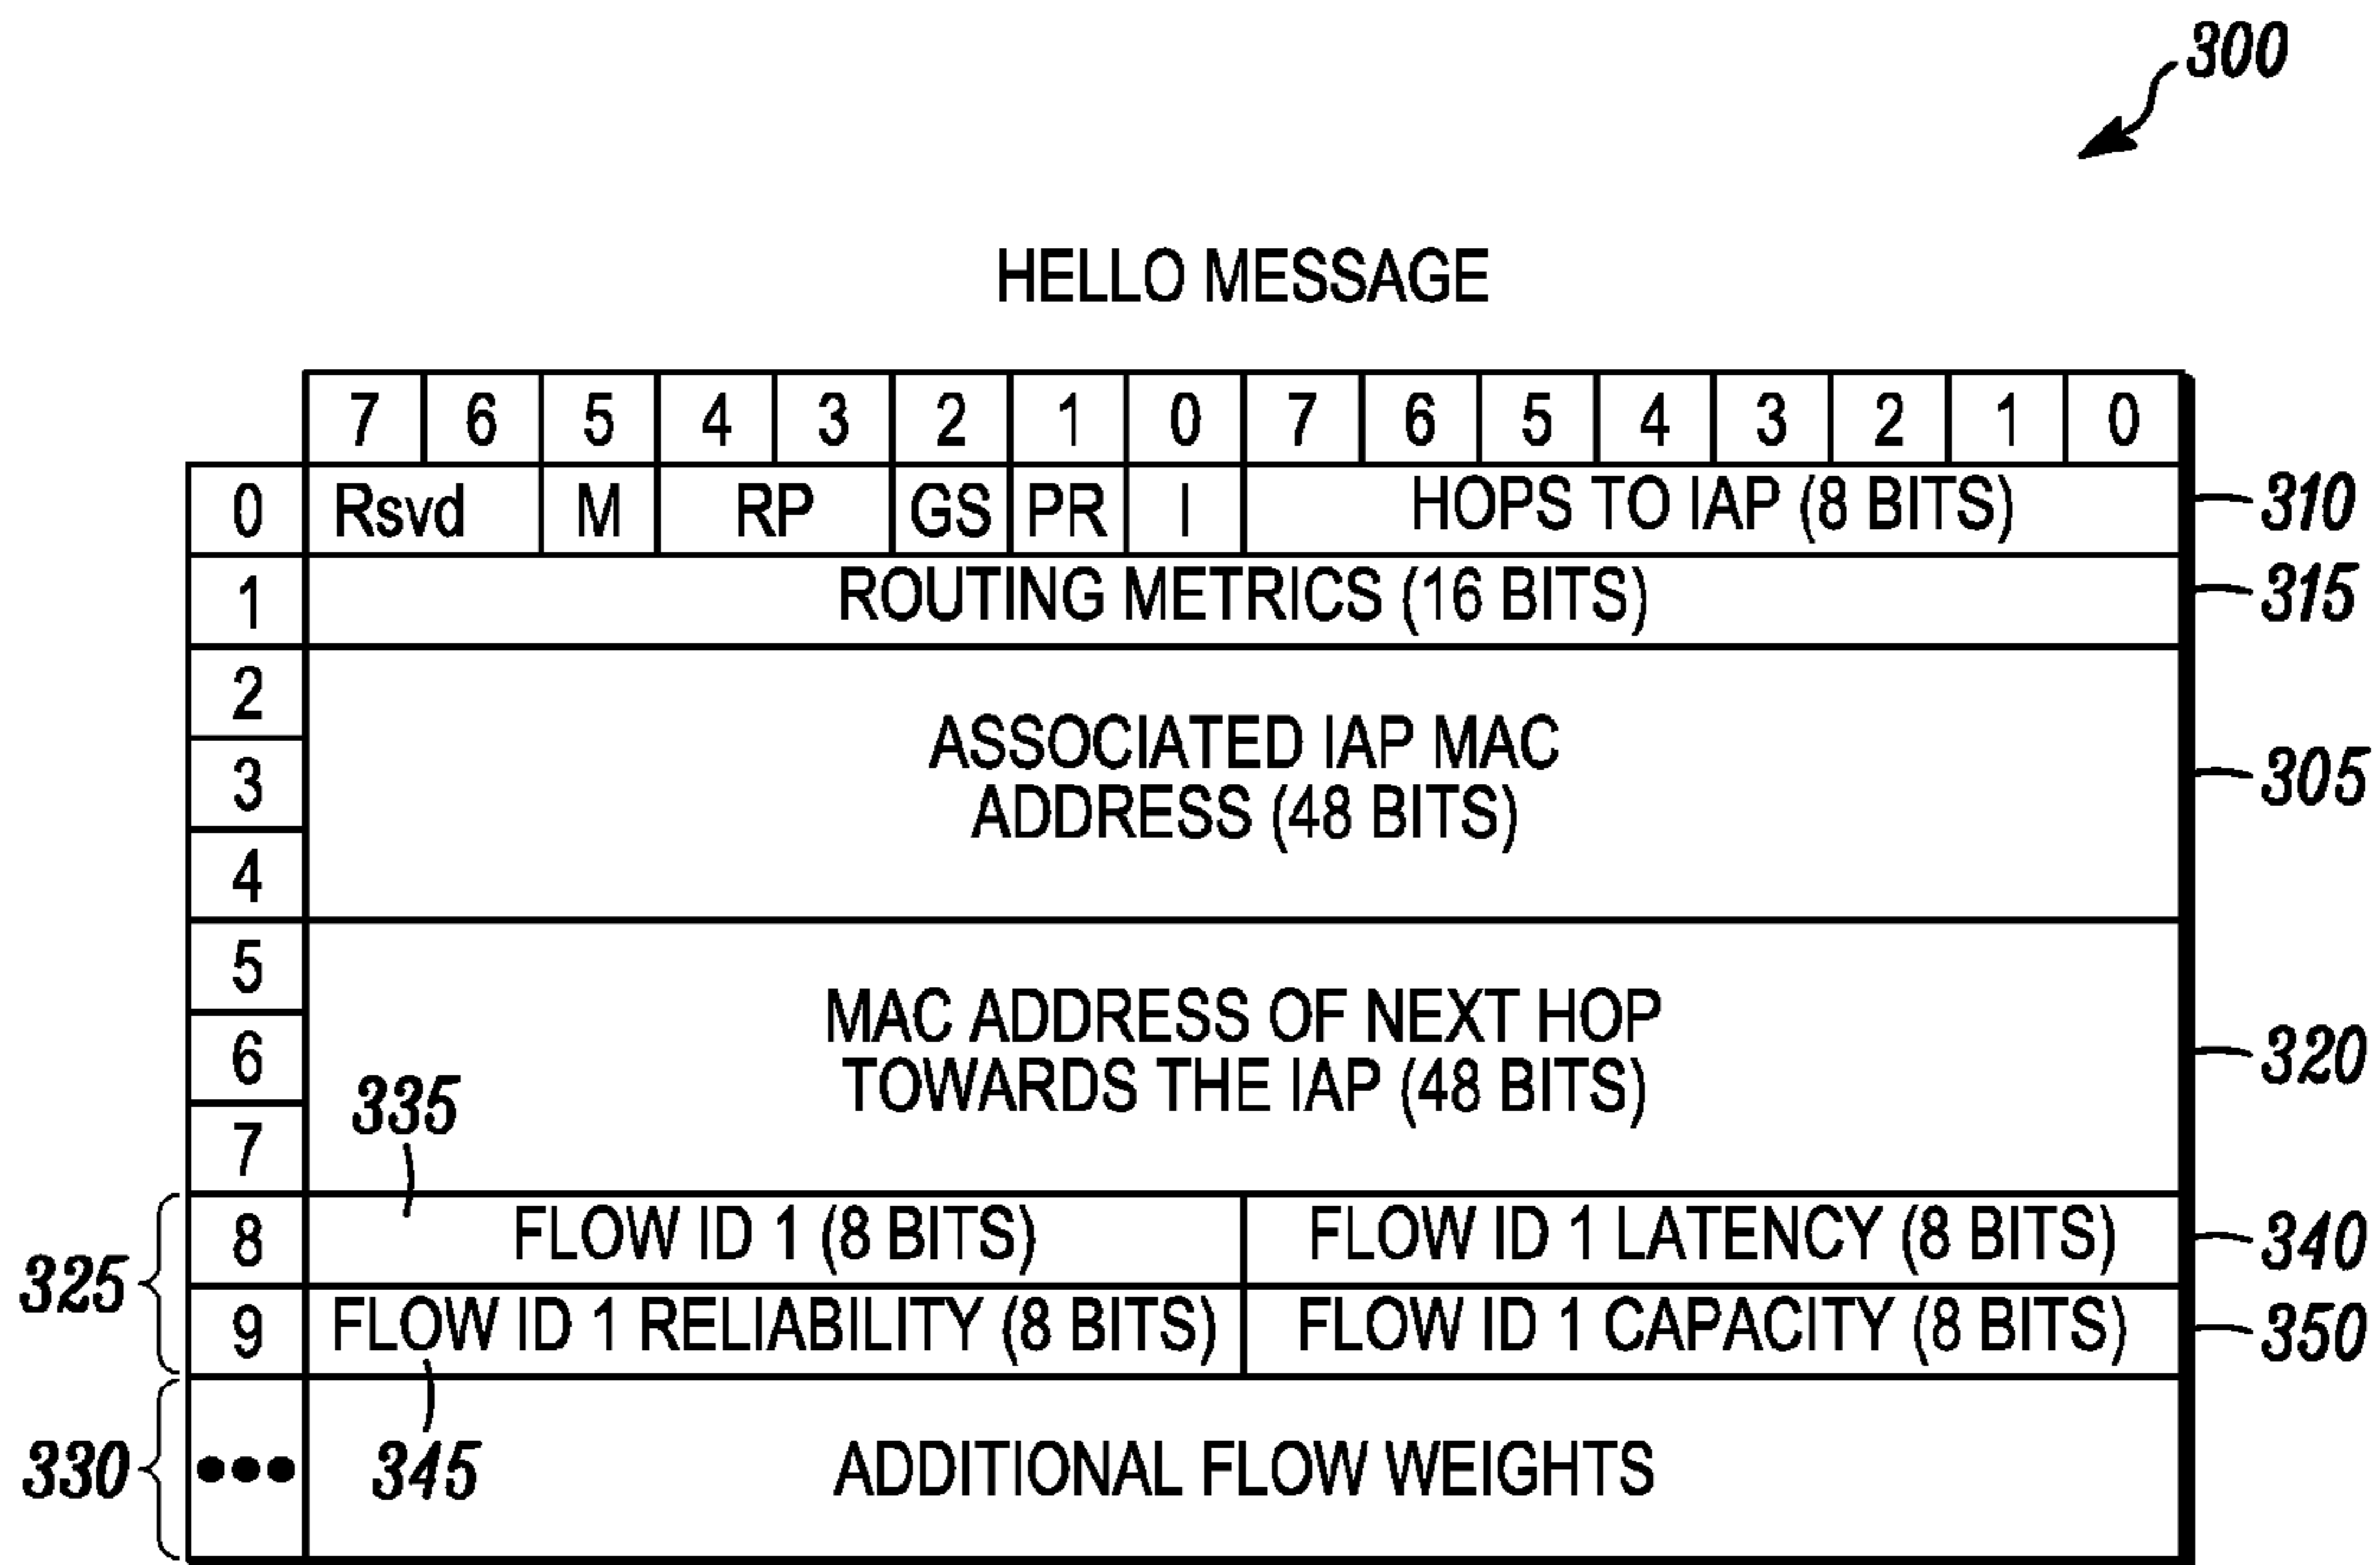 300
HELLO MESSAGE
7 6 5 4 3 2 1 0 7 6 5 4 3 2 1 0
0 Rsvd M RP GS PR I HOPS TO IAP (8 BITS) 310
1 ROUTING METRICS (16 BITS) 315
2
ASSOCIATED IAP MAC
3 305
ADDRESS (48 BITS)
4
5
MAC ADDRESS OF NEXT HOP
6 320
TOWARDS THE IAP (48 BITS)
335
7
8 FLOW ID 1 (8 BITS) FLOW ID 1 LATENCY (8 BITS) 340
325
9 FLOW ID 1 RELIABILITY (8 BITS) FLOW ID 1 CAPACITY (8 BITS) 350
330 ●●● 345 ADDITIONAL FLOW WEIGHTS